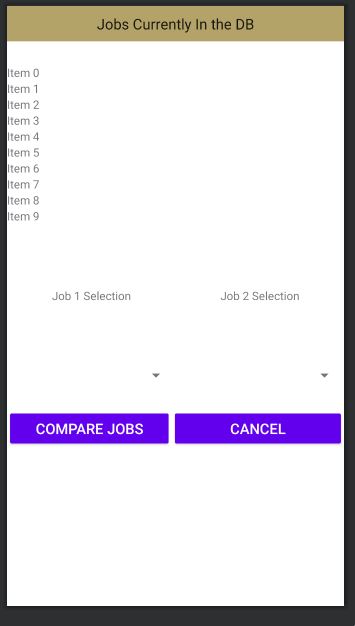 Jobs Currently In the DB
Item 0
Item 1
Item 2
Item 3
Item 4
Item 5
Item 6
Item 7
Item 8
Item 9
Job 1 Selection
Job 2 Selection
COMPARE JOBS
CANCEL